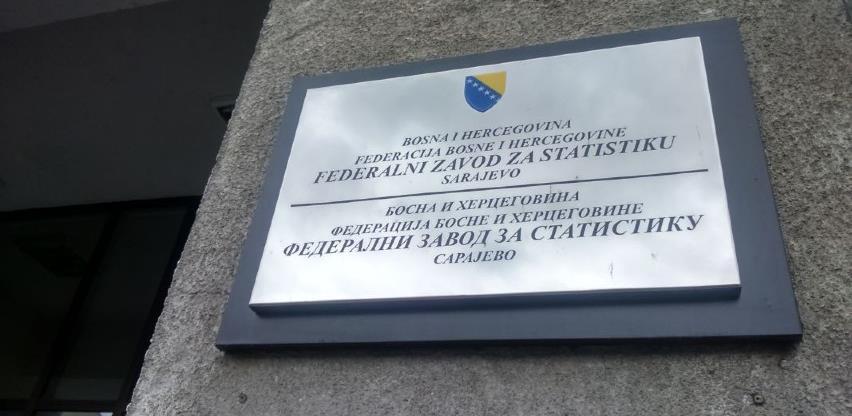 BOSNA I HERCEGOVINA
FEDERACIJA BOSNE I HERCEGOVINE
FEDERALNI ZAVOD ZA STATISTIKU
SARAJEVO
БОСНА И ХЕРЦЕГОВИНА
ФЕДЕРАЦИЈА БОСНЕ И ХЕРЦЕГОВИНЕ
ФЕДЕРАЛНИ ЗАВОД ЗА СТАТИСТИКУ
САРАЈЕВО